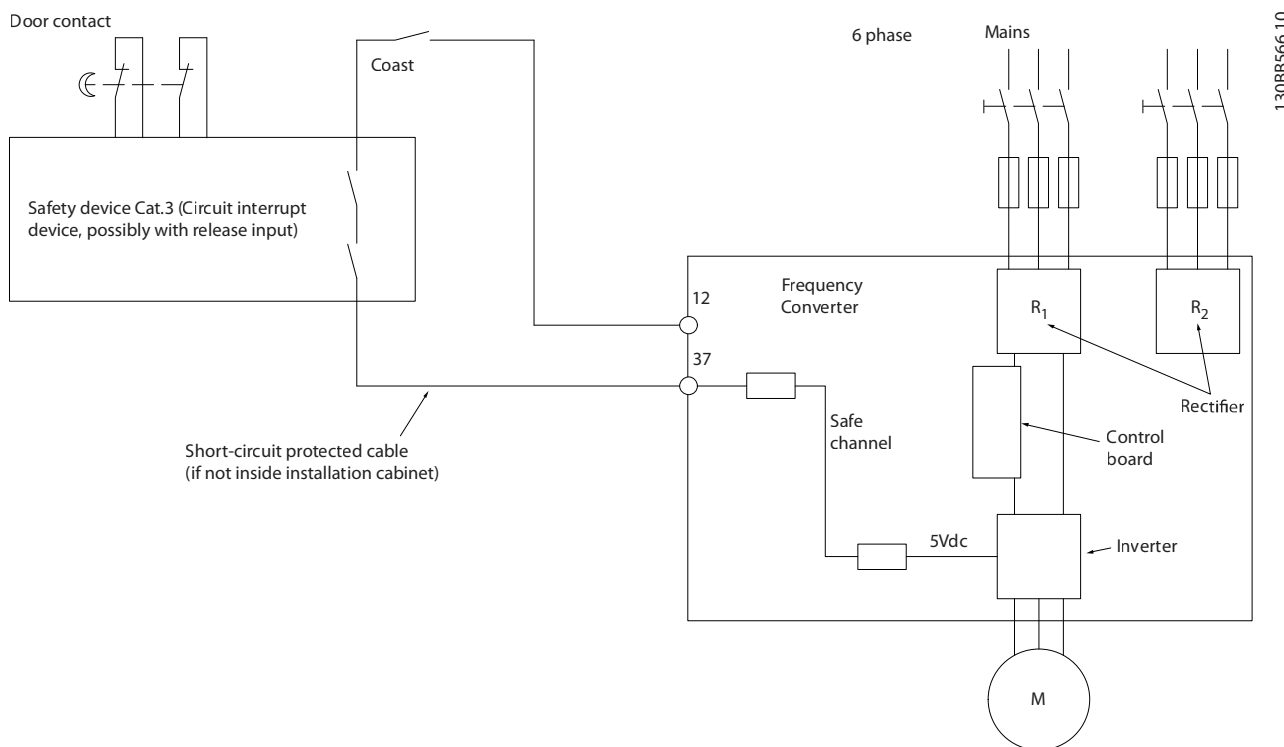 Door contact
Coast
6 phase
Mains
130BB566.10
Safety device Cat.3 (Circuit interrupt
device, possibly with release input)
12
Frequency
Converter
R1
R2
37
Rectifier
Safe
channel
Control
board
Short-circuit protected cable
(if not inside installation cabinet)
5Vdc
Inverter
M